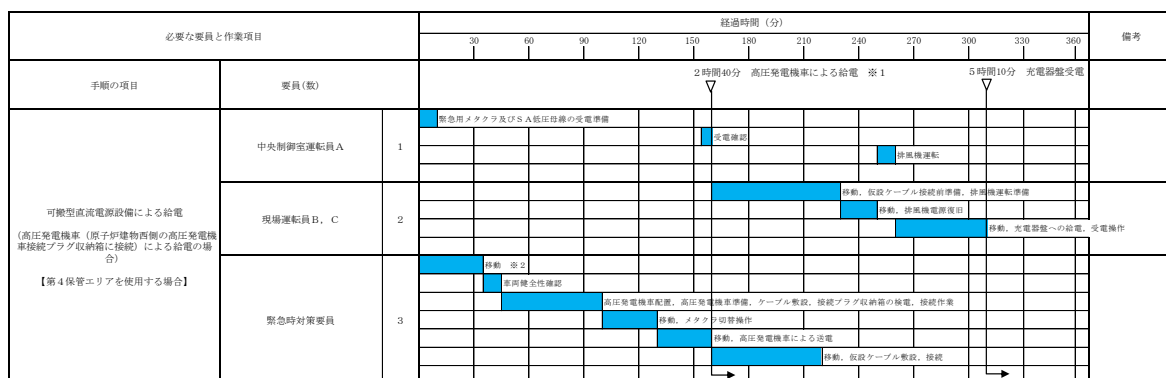 必要な要員と作業項目
経過時間（分）
備考
30 60 90 120 150 180 210 240 270 300 330 360
手順の項目
要員(数)
2時間40分 高圧発電機車による給電 ※1
5時間10分 充電器盤受電
可搬型直流電源設備による給電
（高圧発電機車（原子炉建物西側の高圧発電機
車接続プラグ収納箱に接続）による給電の場
合）
【第4保管エリアを使用する場合】
中央制御室運転員A
1
緊急用メタクラ及びSA低圧母線の受電準備
受電確認
排風機運転
現場運転員B，C
2
移動，仮設ケーブル接続前準備，排風機運転準備
移動，排風機電源復旧
移動，充電器盤への給電，受電操作
緊急時対策要員
3
移動 ※2
車両健全性確認
高圧発電機車配置，高圧発電機車準備，ケーブル敷設，接続プラグ収納箱の検電，接続作業
移動，メタクラ切替操作
移動，高圧発電機車による送電
移動，仮設ケーブル敷設，接続